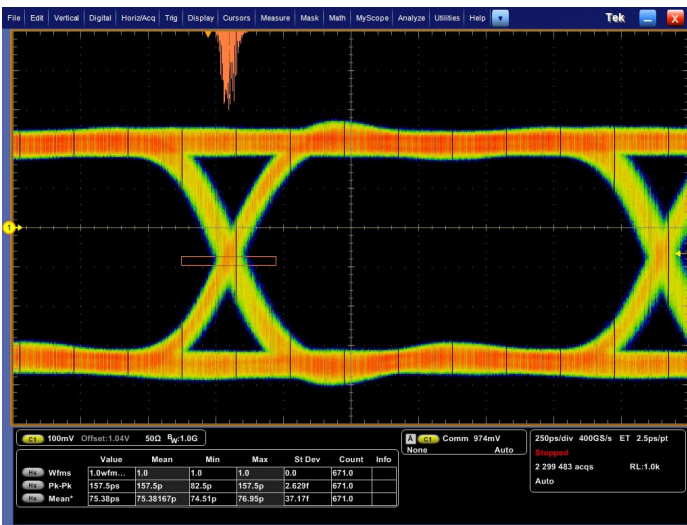 File Edit Vertical Digital Horiz/Acq Trig Display Cursors Measure Mask Math MyScope Analyze Utilities Help Tek X
1
C1 100mV Offset:1.04V 50Ω BW:1.0G
A C1 Comm 974mV
None Auto
250ps/div 400GS/s ET 2.5ps/pt
Stopped
2 299 483 acqs RL:1.0k
Auto
Value Mean Min Max St Dev Count Info
Hs Wfms 1.0wfm... 1.0 1.0 1.0 0.0 671.0
Hs Pk-Pk 157.5ps 157.5p 82.5p 157.5p 2.629f 671.0
Hs Mean* 75.38ps 75.38167p 74.51p 76.95p 37.17f 671.0